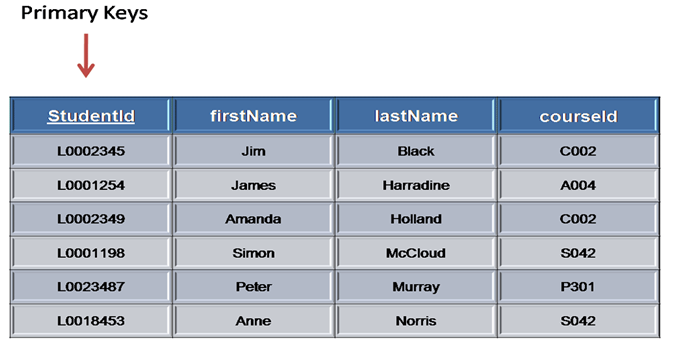 Primary Keys
StudentId firstName lastName courseId
L0002345 Jim Black C002
L0001254 James Harradine A004
L0002349 Amanda Holland C002
L0001198 Simon McCloud S042
L0023487 Peter Murray P301
L0018453 Anne Norris S042